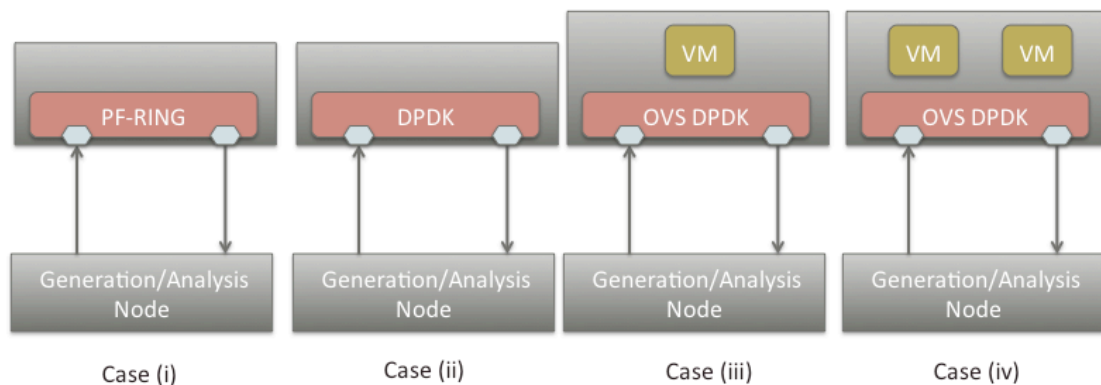 VM
VM
VM
PF-RING
DPDK
OVS DPDK
OVS DPDK
Generation/Analysis
Node
Generation/Analysis
Node
Generation/Analysis
Node
Generation/Analysis
Node
Case (i)
Case (ii)
Case (iii)
Case (iv)